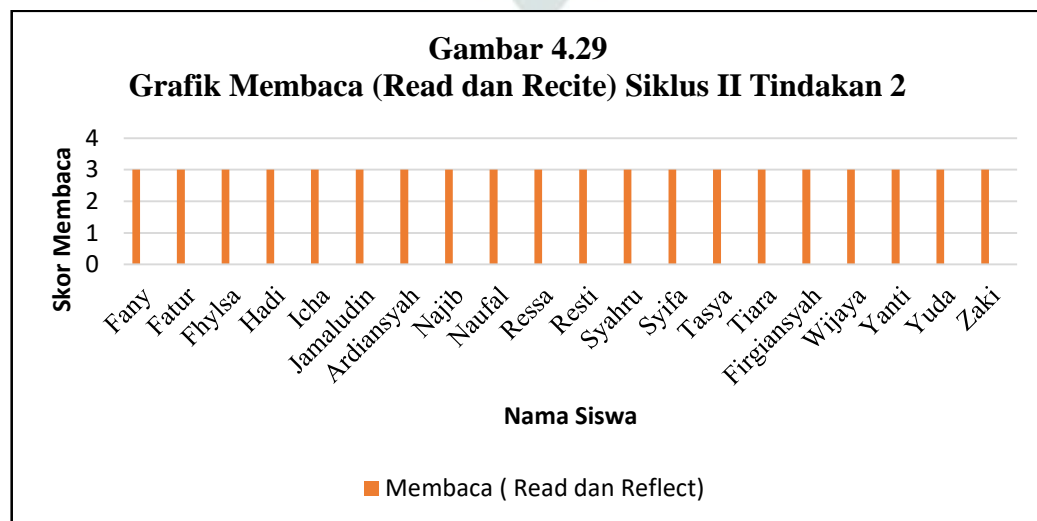 Gambar 4.29
Grafik Membaca (Read dan Recite) Siklus II Tindakan 2
Skor Membaca
4
3
2
1
0
Fany
Fatur
Fhylsa
Hadi
Icha
Jamaludin
Ardiansyah
Najib
Naufal
Ressa
Resti
Syahru
Syifa
Tasya
Tiara
Firgiansyah
Wijaya
Yanti
Yuda
Zaki
Nama Siswa
Membaca ( Read dan Reflect)